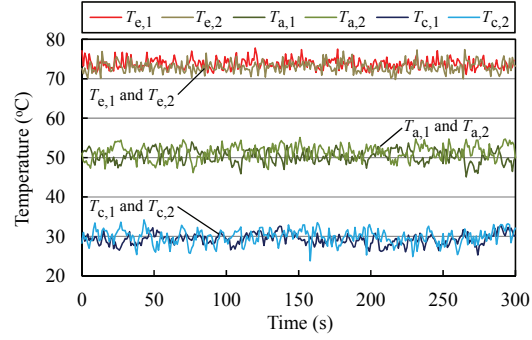 Te,1 Te,2 Ta,1 Ta,2 Tc,1 Tc,2
80
70
60
50
40
30
20
Temperature (oC)
Te,1 and Te,2
Ta,1 and Ta,2
Tc,1 and Tc,2
0 50 100 150 200 250 300
Time (s)